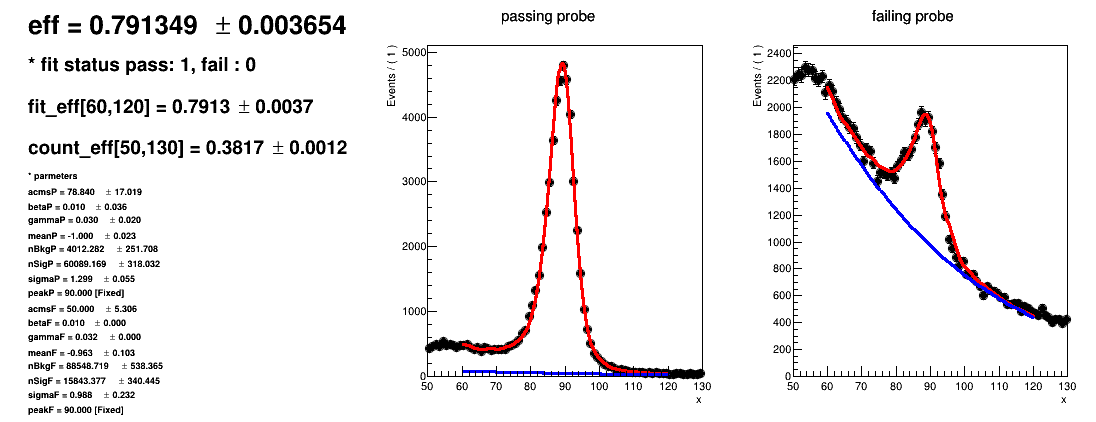 eff = 0.791349 ± 0.003654
* fit status pass: 1, fail : 0
fit_eff[60,120] = 0.7913 ± 0.0037
count_eff[50,130] = 0.3817 ± 0.0012
* parmeters
acmsP = 78.840 ± 17.019
betaP = 0.010 ± 0.036
gammaP = 0.030 ± 0.020
meanP = -1.000 ± 0.023
nBkgP = 4012.282 ± 251.708
nSigP = 60089.169 ± 318.032
sigmaP = 1.299 ± 0.055
peakP = 90.000 [Fixed]
acmsF = 50.000 ± 5.306
betaF = 0.010 ± 0.000
gammaF = 0.032 ± 0.000
meanF = -0.963 ± 0.103
nBkgF = 88548.719 ± 538.365
nSigF = 15843.377 ± 340.445
sigmaF = 0.988 ± 0.232
peakF = 90.000 [Fixed]
passing probe
Events / ( 1 )
5000
4000
3000
2000
1000
0
50 60 70 80 90 100 110 120 130
x
failing probe
Events / ( 1 )
2400
2200
2000
1800
1600
1400
1200
1000
800
600
400
200
0
50 60 70 80 90 100 110 120 130
x